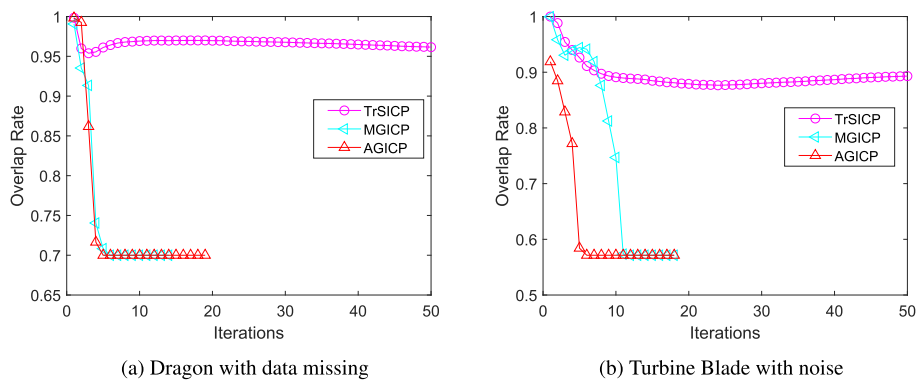 1
0.95
0.9
0.85
0.8
0.75
0.7
0.65
Overlap Rate
TrSICP
MGICP
AGICP
0 10 20 30 40 50
Iterations
(a) Dragon with data missing
1
0.9
0.8
0.7
0.6
0.5
Overlap Rate
TrSICP
MGICP
AGICP
0 10 20 30 40 50
Iterations
(b) Turbine Blade with noise